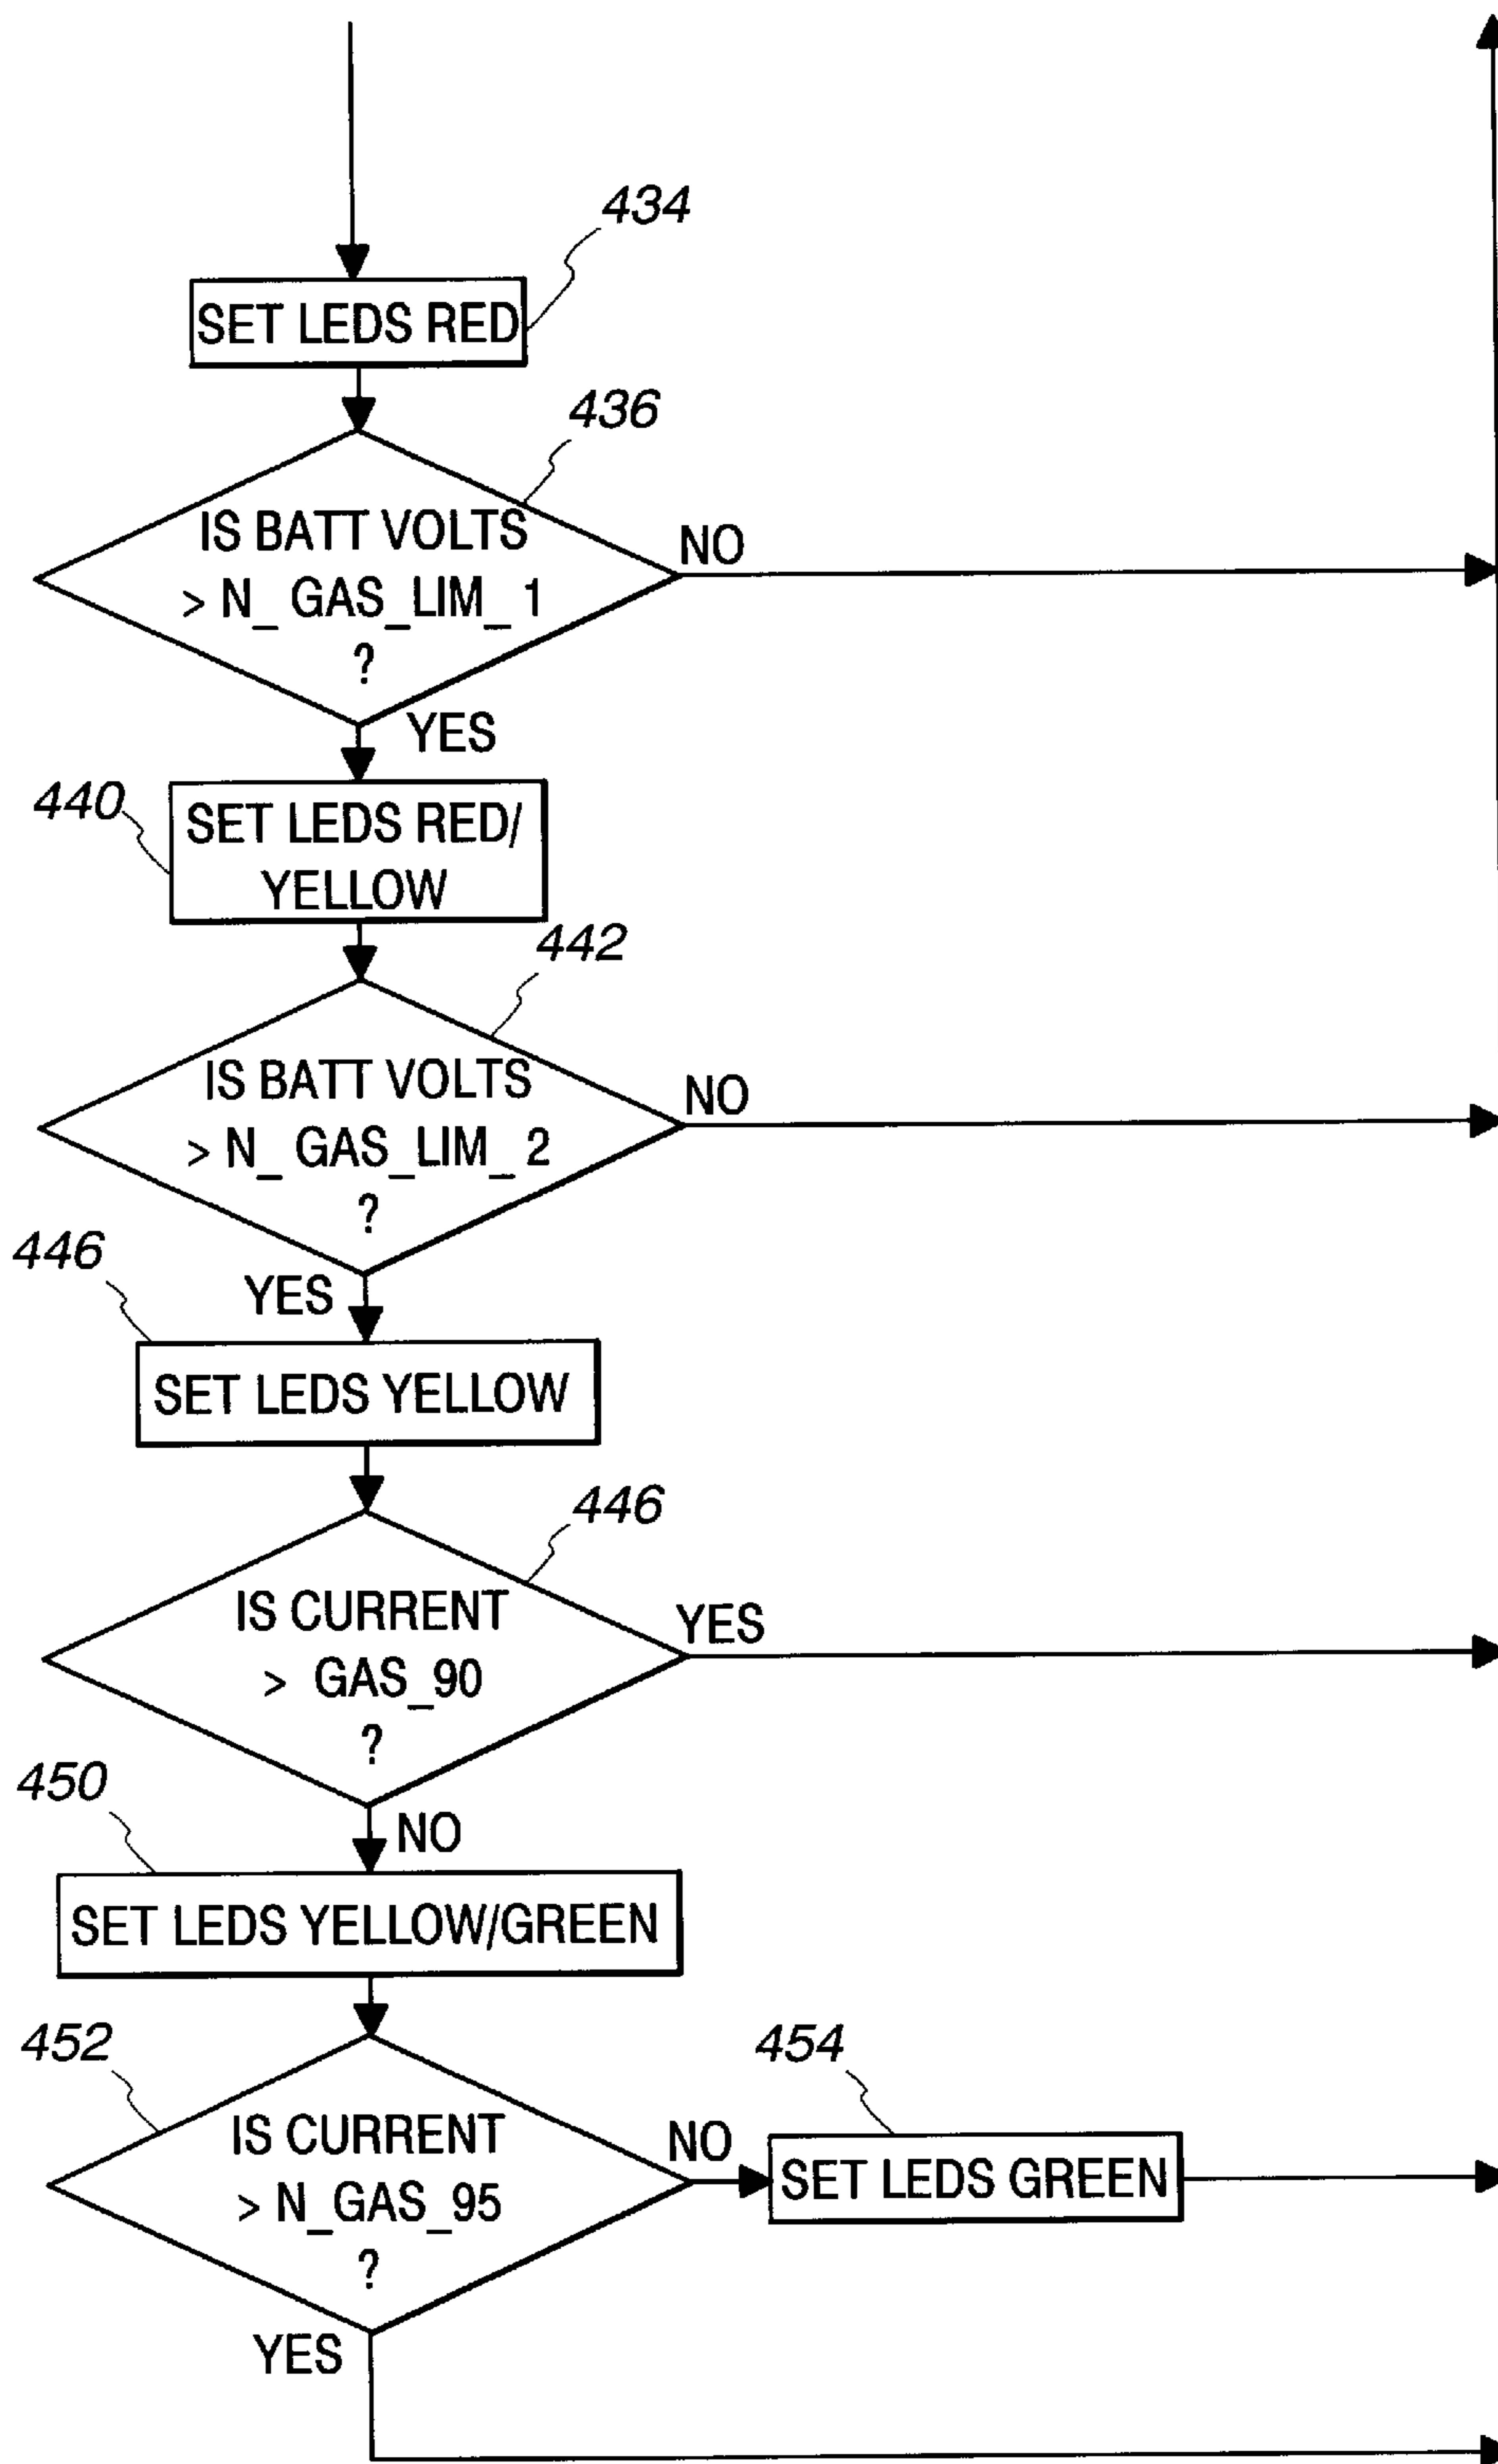 434
SET LEDS RED
436
IS BATT VOLTS
> N_ GAS_LIM_ 1
?
NO
YES
440
SET LEDS RED/
YELLOW
442
IS BATT VOLTS
> N_ GAS_LIM_ 2
?
NO
YES
446
SET LEDS YELLOW
446
IS CURRENT
> GAS_90
?
YES
NO
450
SET LEDS YELLOW/GREEN
452
IS CURRENT
> N_GAS_95
?
NO
454
SET LEDS GREEN
YES